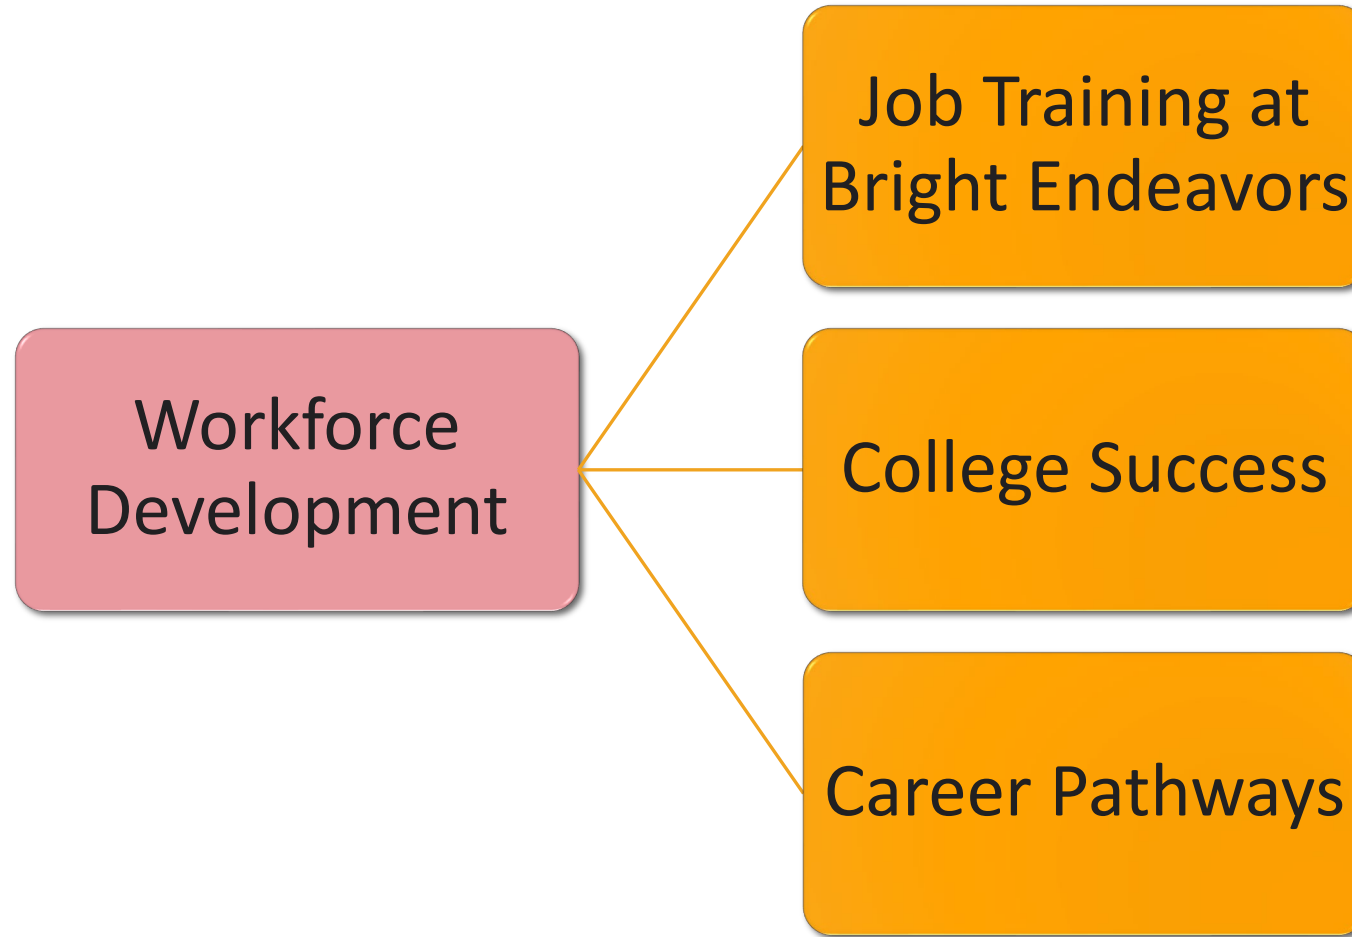 Job Training at
Bright Endeavors
Workforce
Development
College Success
Career Pathways